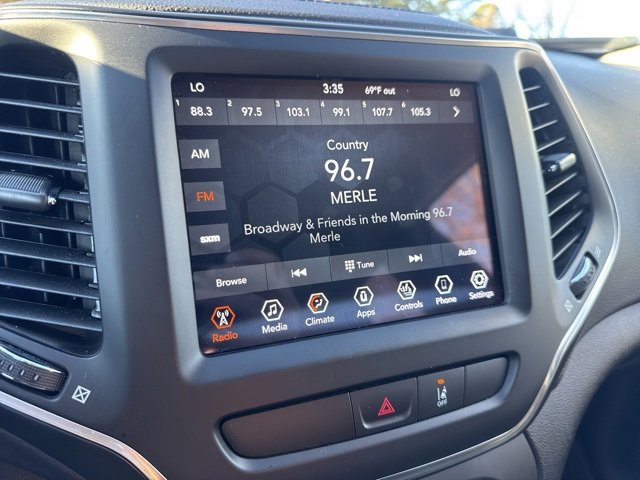 LO 3:35 69°F out LO
1 88.3 2 97.5 3 103.1 4 99.1 5 107.7 6 105.3
AM
FM
sxm
Country
96.7
MERLE
Broadway & Friends in the Morning 96.7
Merle
Browse Tune Audio
Radio Media Climate Apps Controls Phone Settings
OFF